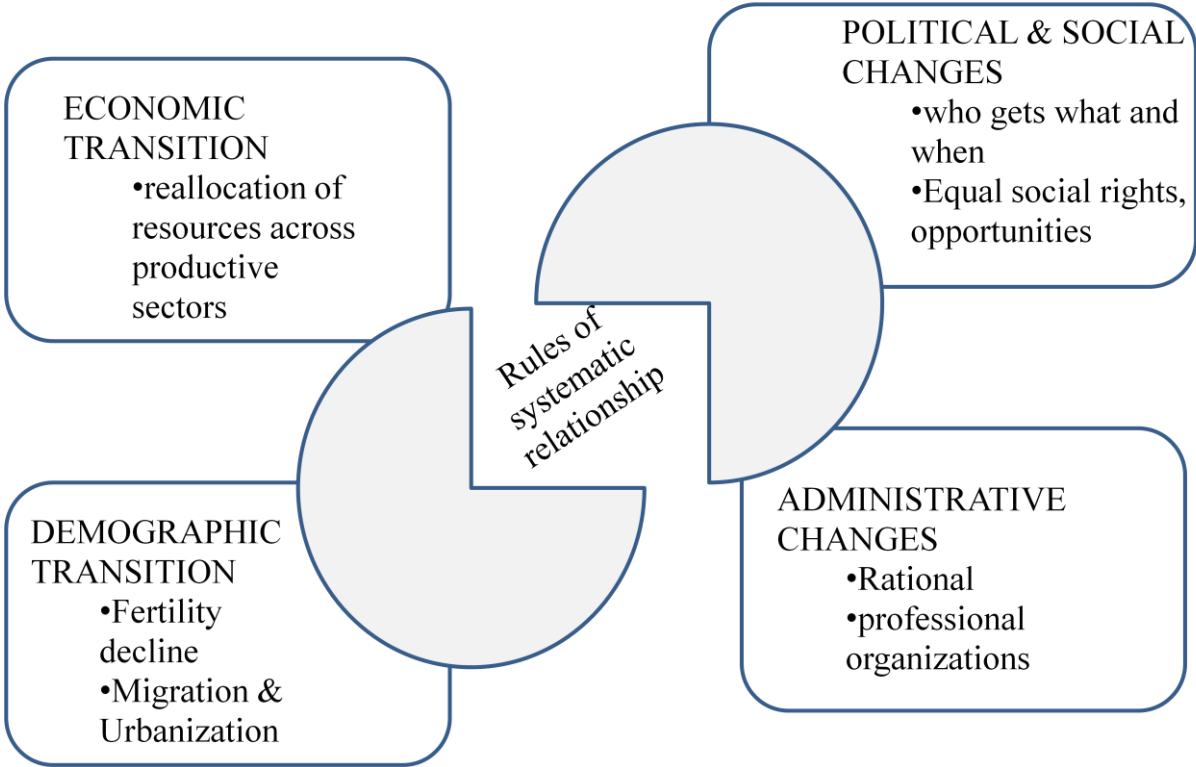 ECONOMIC
TRANSITION
•reallocation of
resources across
productive
sectors
POLITICAL & SOCIAL
CHANGES
•who gets what and
when
•Equal social rights,
opportunities
Rules of
systematic
relationship
DEMOGRAPHIC
TRANSITION
•Fertility
decline
•Migration &
Urbanization
ADMINISTRATIVE
CHANGES
•Rational
•professional
organizations